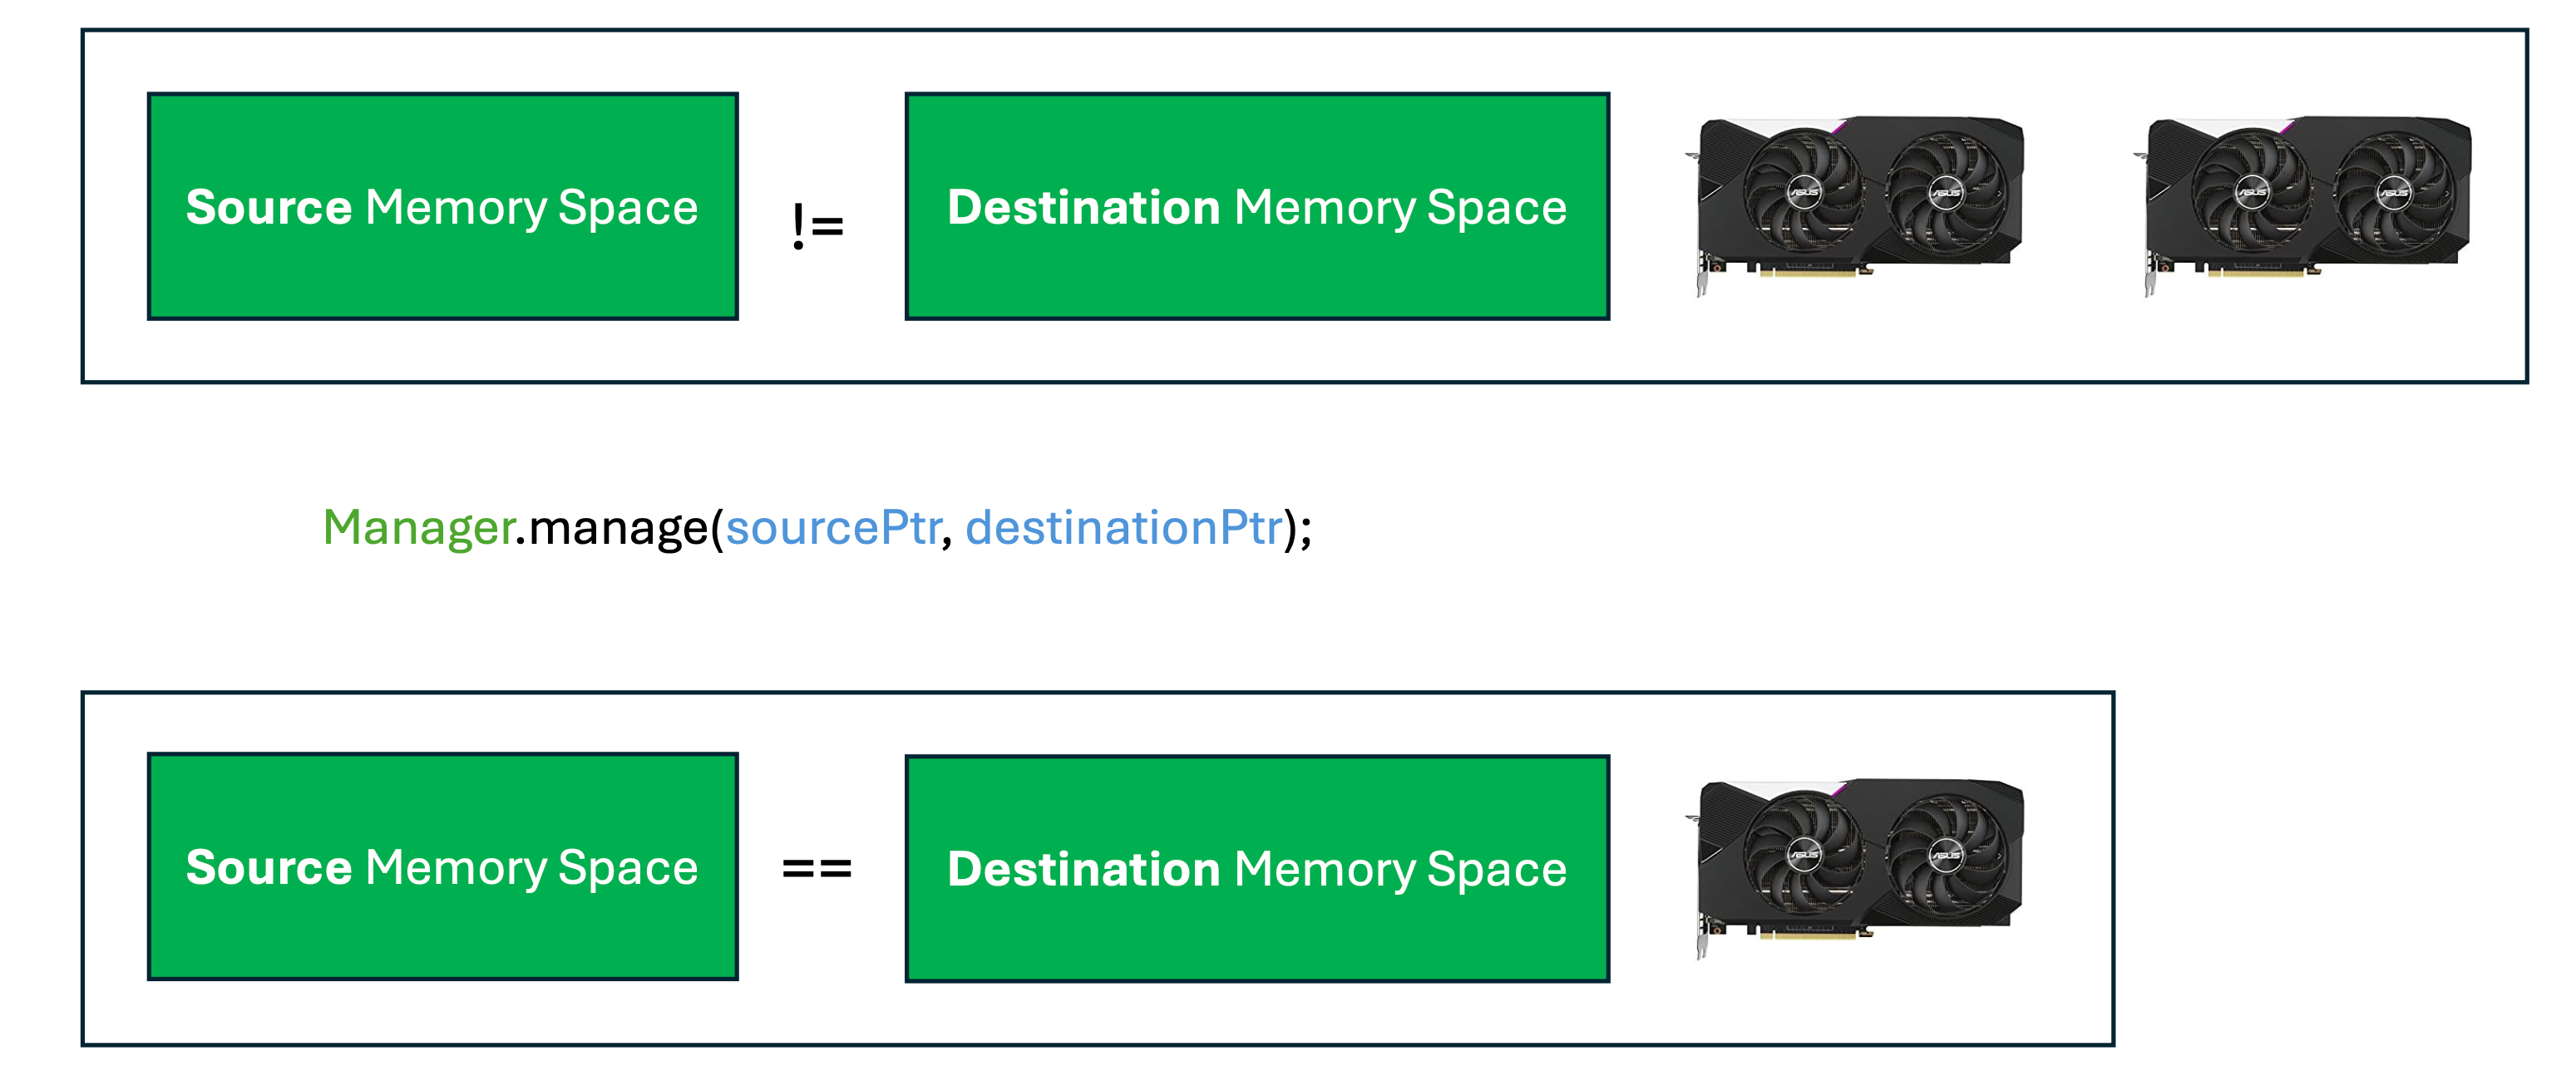 Source Memory Space != Destination Memory Space
ASUS ASUS ASUS ASUS
Manager.manage(sourcePtr, destinationPtr);
Source Memory Space == Destination Memory Space
ASUS ASUS